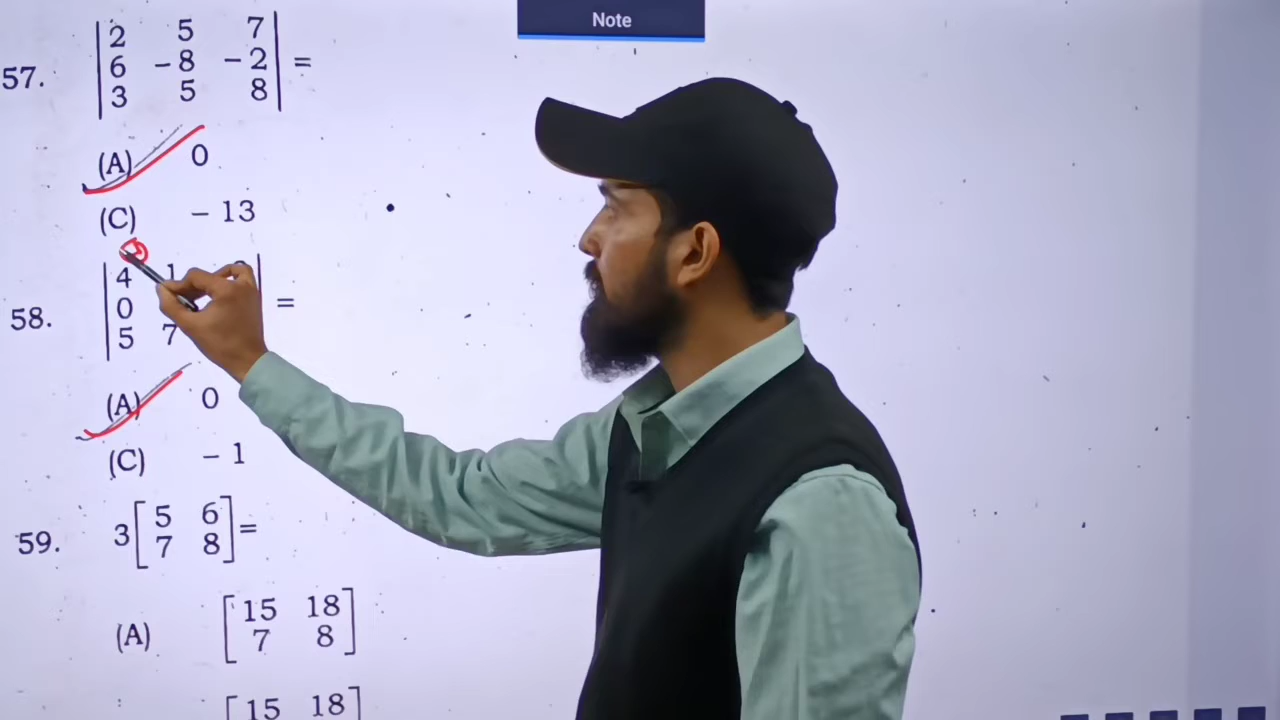 Note
57.
2 5 7
6 -8 -2 =
3 5 8
(A) 0
(C) - 13
58.
4 1
0 =
5 7
(A) 0
(C) - 1
59. 3[5 6
7 8] =
(A) [15 18
7 8]
[15 18]